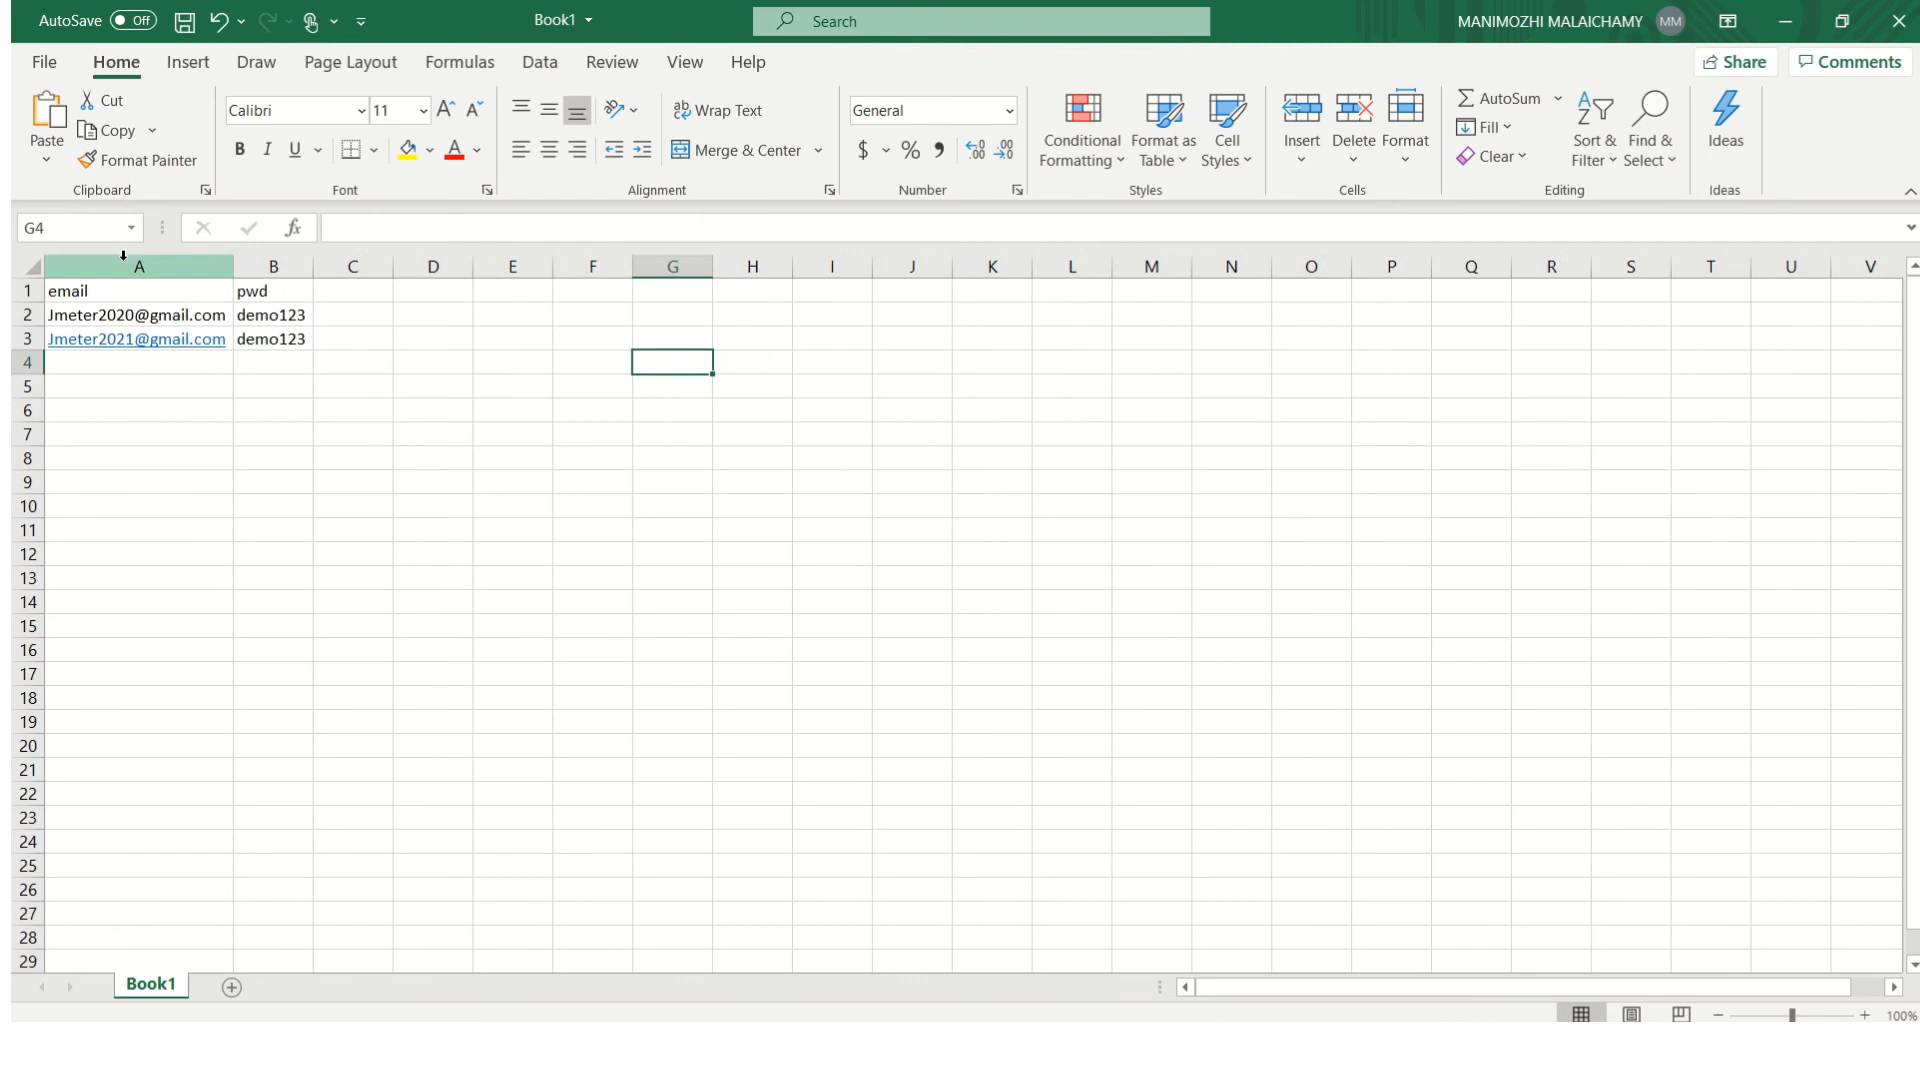 AutoSave Off Book1 Search MANIMOZHI MALAICHAMY MM
File Home Insert Draw Page Layout Formulas Data Review View Help Share Comments
Paste
Cut
Copy
Format Painter
Clipboard
Calibri 11 A A
B I U A
Font
ab Wrap Text
Merge & Center
Alignment
General
$ % 9 .00 .00
Number
Conditional Formatting
Format as Table
Cell Styles
Styles
Insert Delete Format
Cells
AutoSum
Fill
Clear
Sort & Filter
Find & Select
Editing
Ideas
Ideas
G4 fx
A B C D E F G H I J K L M N O P Q R S T U V
1 email pwd
2 Jmeter2020@gmail.com demo123
3 Jmeter2021@gmail.com demo123
4
5
6
7
8
9
10
11
12
13
14
15
16
17
18
19
20
21
22
23
24
25
26
27
28
29
Book1
100%